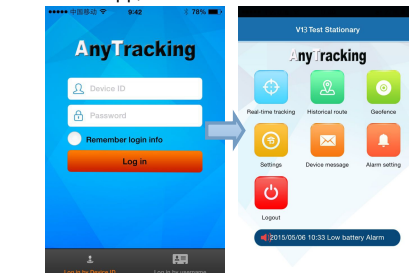 中国移动 9:42 78%
AnyTracking
Device ID
Password
Remember login info
Log in
Log in by Device ID Log in by username
V13 Test Stationary
AnyTracking
Real-time tracking Historical route Geofence
Settings Device message Alarm setting
Logout
2015/05/06 10:33 Low battery Alarm